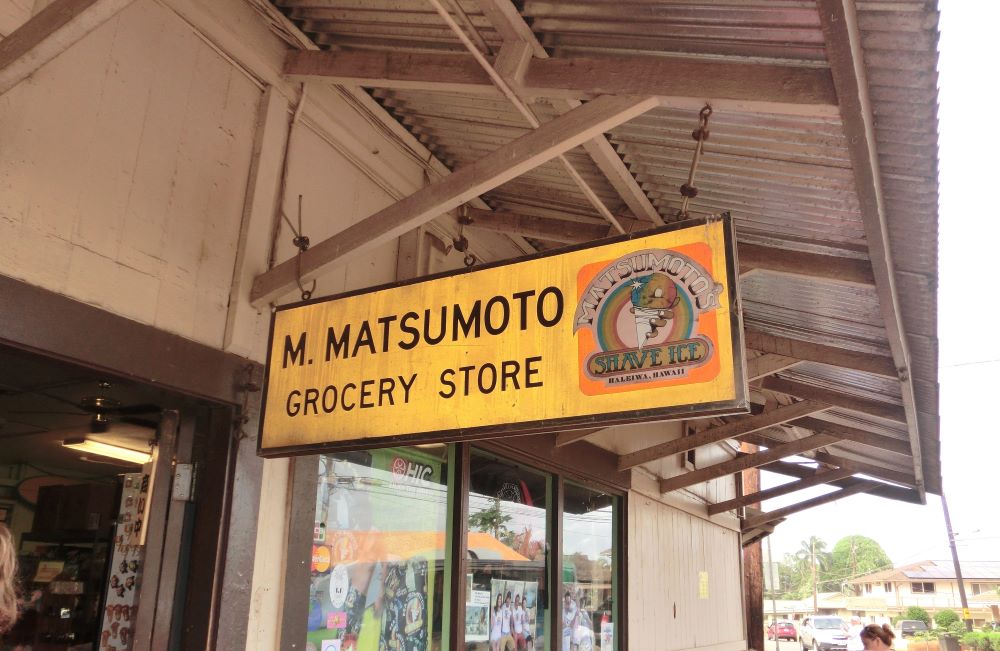 M. MATSUMOTO
GROCERY STORE
MATSUMOTO'S
SHAVE ICE
HALEIWA, HAWAII
HIC